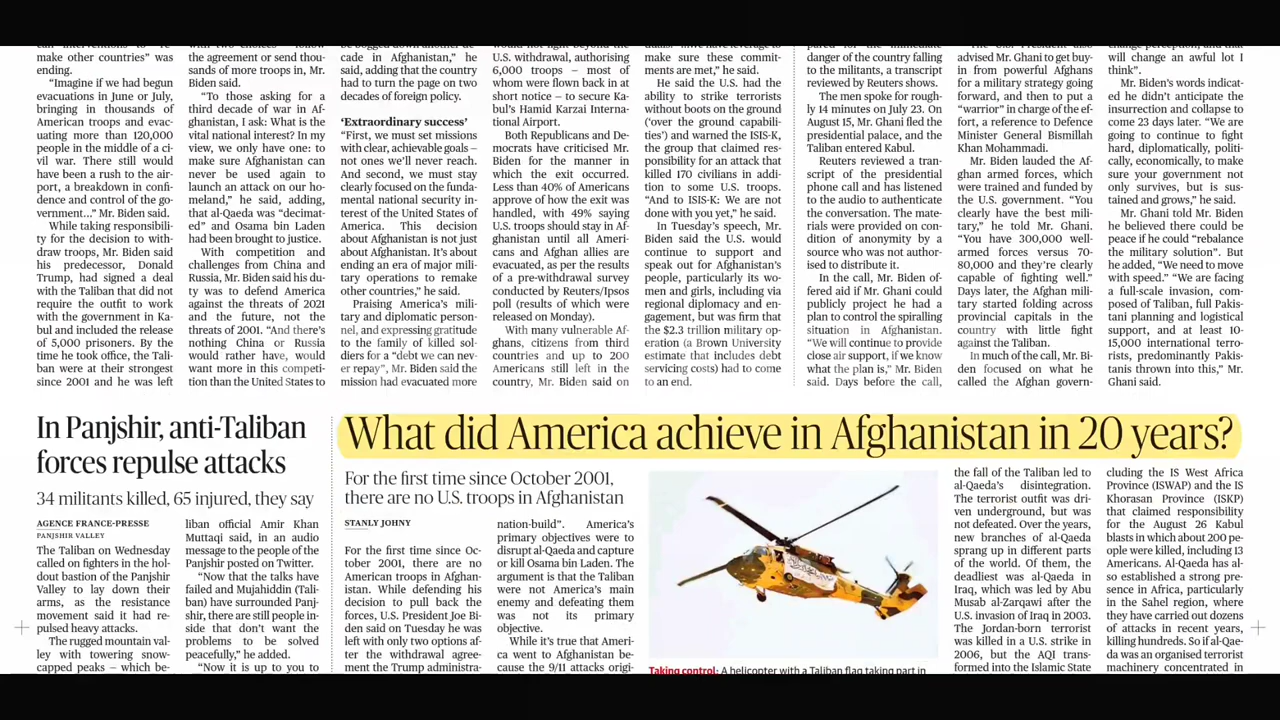 make other countries” was
ending.
“Imagine if we had begun
evacuations in June or July,
bringing in thousands of
American troops and evac-
uating more than 120,000
people in the middle of a ci-
vil war. There still would
have been a rush to the air-
port, a breakdown in confi-
dence and control of the go-
vernment...” Mr. Biden said.
While taking responsibili-
ty for the decision to with-
draw troops, Mr. Biden said
his predecessor, Donald
Trump, had signed a deal
with the Taliban that did not
require the outfit to work
with the government in Ka-
bul and included the release
of 5,000 prisoners. By the
time he took office, the Tali-
ban were at their strongest
since 2001 and he was left
with two choices – follow
the agreement or send thou-
sands of more troops in, Mr.
Biden said.
“To those asking for a
third decade of war in Af-
ghanistan, I ask: What is the
vital national interest? In my
view, we only have one: to
make sure Afghanistan can
never be used again to
launch an attack on our ho-
meland,” he said, adding,
that al-Qaeda was “decimat-
ed” and Osama bin Laden
had been brought to justice.
With competition and
challenges from China and
Russia, Mr. Biden said his du-
ty was to defend America
against the threats of 2021
and the future, not the
threats of 2001. “And there’s
nothing China or Russia
would rather have, would
want more in this competi-
tion than the United States to
be bogged down another de-
cade in Afghanistan,” he
said, adding that the country
had to turn the page on two
decades of foreign policy.
‘Extraordinary success’
“First, we must set missions
with clear, achievable goals –
not ones we’ll never reach.
And second, we must stay
clearly focused on the funda-
mental national security in-
terest of the United States of
America. This decision
about Afghanistan is not just
about Afghanistan. It’s about
ending an era of major mili-
tary operations to remake
other countries,” he said.
Praising America’s mili-
tary and diplomatic person-
nel, and expressing gratitude
to the family of killed sol-
diers for a “debt we can nev-
er repay”, Mr. Biden said the
mission had evacuated more
would not fight beyond the
U.S. withdrawal, authorising
6,000 troops – most of
whom were flown back in at
short notice – to secure Ka-
bul’s Hamid Karzai Interna-
tional Airport.
Both Republicans and De-
mocrats have criticised Mr.
Biden for the manner in
which the exit occurred.
Less than 40% of Americans
approve of how the exit was
handled, with 49% saying
U.S. troops should stay in Af-
ghanistan until all Ameri-
cans and Afghan allies are
evacuated, as per the results
of a pre-withdrawal survey
conducted by Reuters/Ipsos
poll (results of which were
released on Monday).
With many vulnerable Af-
ghans, citizens from third
countries and up to 200
Americans still left in the
country, Mr. Biden said on
make sure these commit-
ments are met,” he said.
He said the U.S. had the
ability to strike terrorists
without boots on the ground
(‘over the ground capabili-
ties’) and warned the ISIS-K,
the group that claimed res-
ponsibility for an attack that
killed 170 civilians in addi-
tion to some U.S. troops.
“And to ISIS-K: We are not
done with you yet,” he said.
In Tuesday’s speech, Mr.
Biden said the U.S. would
continue to support and
speak out for Afghanistan’s
people, particularly its wo-
men and girls, including via
regional diplomacy and en-
gagement, but was firm that
the $2.3 trillion military op-
eration (a Brown University
estimate that includes debt
servicing costs) had to come
to an end.
pared for the immediate
danger of the country falling
to the militants, a transcript
reviewed by Reuters shows.
The men spoke for rough-
ly 14 minutes on July 23. On
August 15, Mr. Ghani fled the
presidential palace, and the
Taliban entered Kabul.
Reuters reviewed a tran-
script of the presidential
phone call and has listened
to the audio to authenticate
the conversation. The mate-
rials were provided on con-
dition of anonymity by a
source who was not author-
ised to distribute it.
In the call, Mr. Biden of-
fered aid if Mr. Ghani could
publicly project he had a
plan to control the spiralling
situation in Afghanistan.
“We will continue to provide
close air support, if we know
what the plan is,” Mr. Biden
said. Days before the call,
The U.S. President also
advised Mr. Ghani to get buy-
in from powerful Afghans
for a military strategy going
forward, and then to put a
“warrior” in charge of the ef-
fort, a reference to Defence
Minister General Bismillah
Khan Mohammadi.
Mr. Biden lauded the Af-
ghan armed forces, which
were trained and funded by
the U.S. government. “You
clearly have the best mili-
tary,” he told Mr. Ghani.
“You have 300,000 well-
armed forces versus 70-
80,000 and they’re clearly
capable of fighting well.”
Days later, the Afghan mili-
tary started folding across
provincial capitals in the
country with little fight
against the Taliban.
In much of the call, Mr. Bi-
den focused on what he
called the Afghan govern-
change perception, and that
will change an awful lot I
think”.
Mr. Biden’s words indicat-
ed he didn’t anticipate the
insurrection and collapse to
come 23 days later. “We are
going to continue to fight
hard, diplomatically, politi-
cally, economically, to make
sure your government not
only survives, but is sus-
tained and grows,” he said.
Mr. Ghani told Mr. Biden
he believed there could be
peace if he could “rebalance
the military solution”. But
he added, “We need to move
with speed.” “We are facing
a full-scale invasion, com-
posed of Taliban, full Pakis-
tani planning and logistical
support, and at least 10-
15,000 international terro-
rists, predominantly Pakis-
tanis thrown into this,” Mr.
Ghani said.
In Panjshir, anti-Taliban
forces repulse attacks
34 militants killed, 65 injured, they say
AGENCE FRANCE-PRESSE
PANJSHIR VALLEY
The Taliban on Wednesday
called on fighters in the hol-
dout bastion of the Panjshir
Valley to lay down their
arms, as the resistance
movement said it had re-
pulsed heavy attacks.
The rugged mountain val-
ley with towering snow-
capped peaks – which be-
liban official Amir Khan
Muttaqi said, in an audio
message to the people of the
Panjshir posted on Twitter.
“Now that the talks have
failed and Mujahiddin (Tali-
ban) have surrounded Panj-
shir, there are still people in-
side that don’t want the
problems to be solved
peacefully,” he added.
“Now it is up to you to
What did America achieve in Afghanistan in 20 years?
For the first time since October 2001,
there are no U.S. troops in Afghanistan
STANLY JOHNY
For the first time since Oc-
tober 2001, there are no
American troops in Afghan-
istan. While defending his
decision to pull back the
forces, U.S. President Joe Bi-
den said on Tuesday he was
left with only two options af-
ter the withdrawal agree-
ment the Trump administra-
nation-build”. America’s
primary objectives were to
disrupt al-Qaeda and capture
or kill Osama bin Laden. The
argument is that the Taliban
were not America’s main
enemy and defeating them
was not its primary
objective.
While it’s true that Ameri-
ca went to Afghanistan be-
cause the 9/11 attacks origi-
Taking control: A helicopter with a Taliban flag taking part in
the fall of the Taliban led to
al-Qaeda’s disintegration.
The terrorist outfit was dri-
ven underground, but was
not defeated. Over the years,
new branches of al-Qaeda
sprang up in different parts
of the world. Of them, the
deadliest was al-Qaeda in
Iraq, which was led by Abu
Musab al-Zarqawi after the
U.S. invasion of Iraq in 2003.
The Jordan-born terrorist
was killed in a U.S. strike in
2006, but the AQI trans-
formed into the Islamic State
cluding the IS West Africa
Province (ISWAP) and the IS
Khorasan Province (ISKP)
that claimed responsibility
for the August 26 Kabul
blasts in which about 200 pe-
ople were killed, including 13
Americans. Al-Qaeda has al-
so established a strong pre-
sence in Africa, particularly
in the Sahel region, where
they have carried out dozens
of attacks in recent years,
killing hundreds. So if al-Qae-
da was an organised terrorist
machinery concentrated in